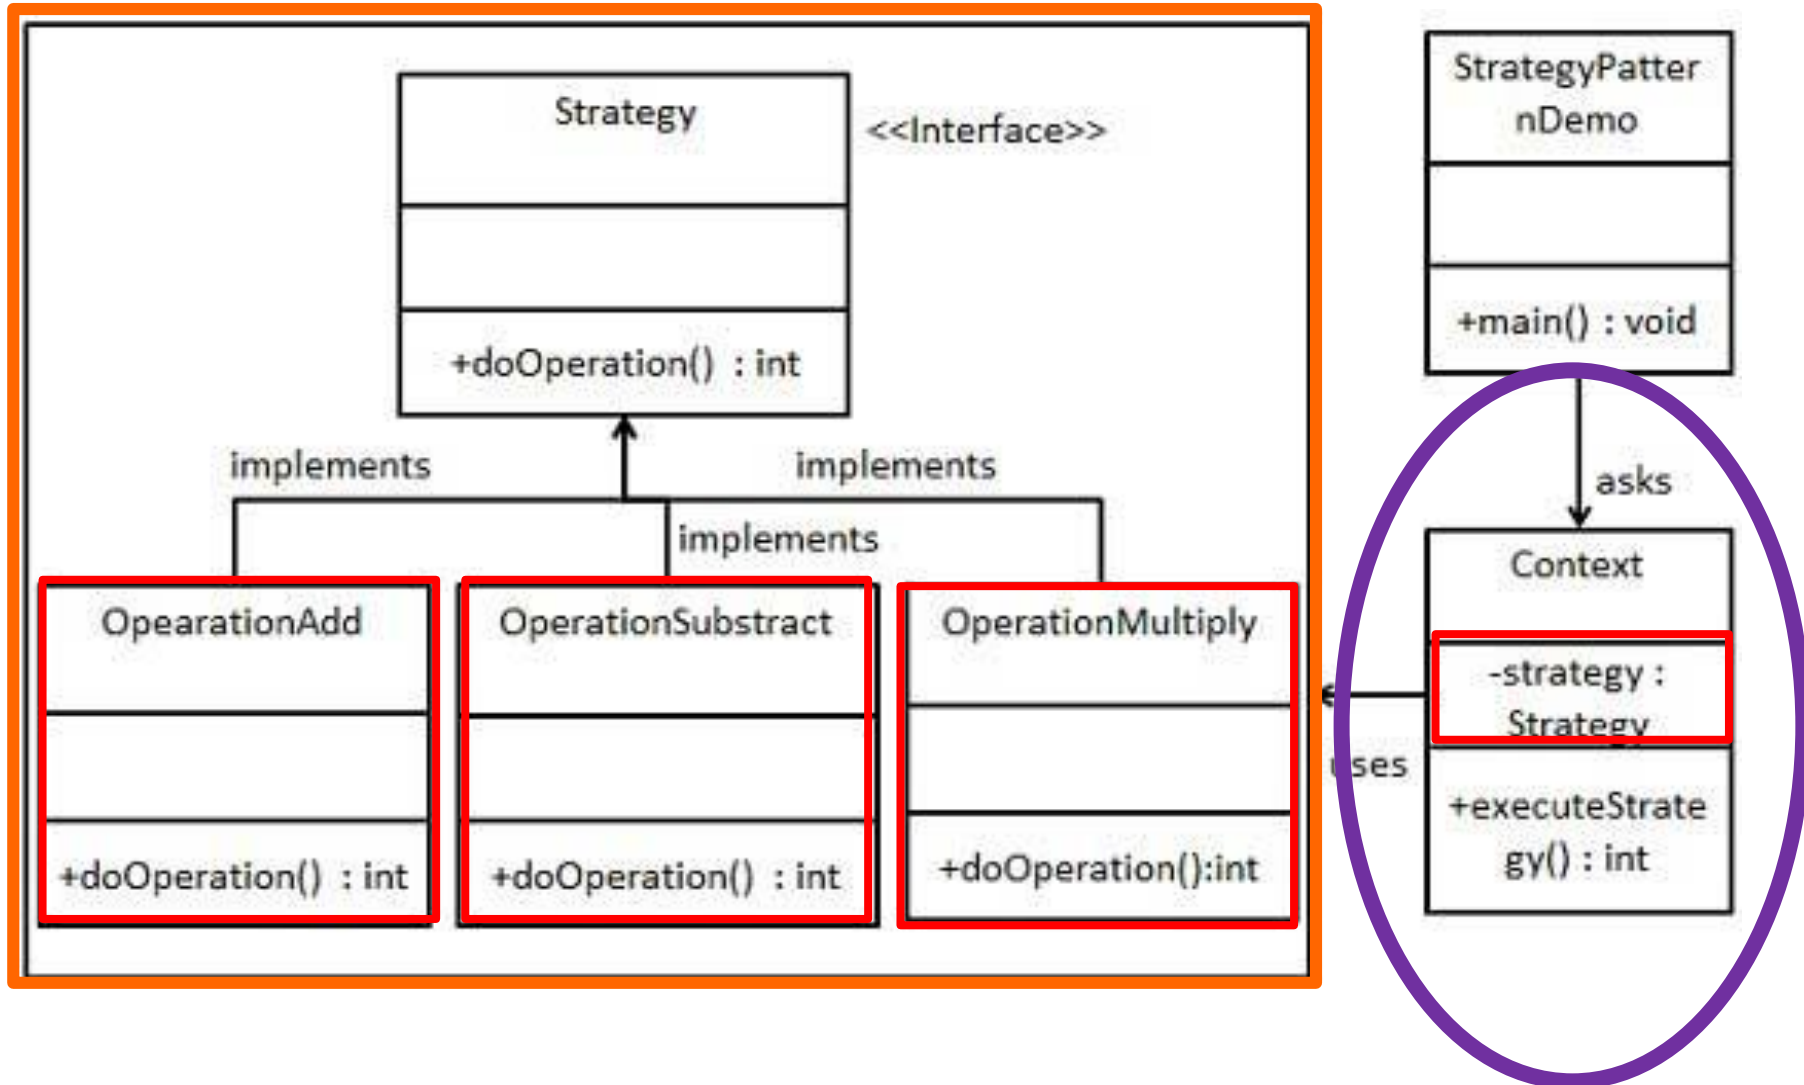 Strategy
<<Interface>>
+doOperation() : int
implements
implements
implements
OpearationAdd
+doOperation() : int
OperationSubstract
+doOperation() : int
OperationMultiply
+doOperation():int
StrategyPatter
nDemo
+main() : void
asks
Context
-strategy :
Strategy
+executeStrate
gy() : int
uses